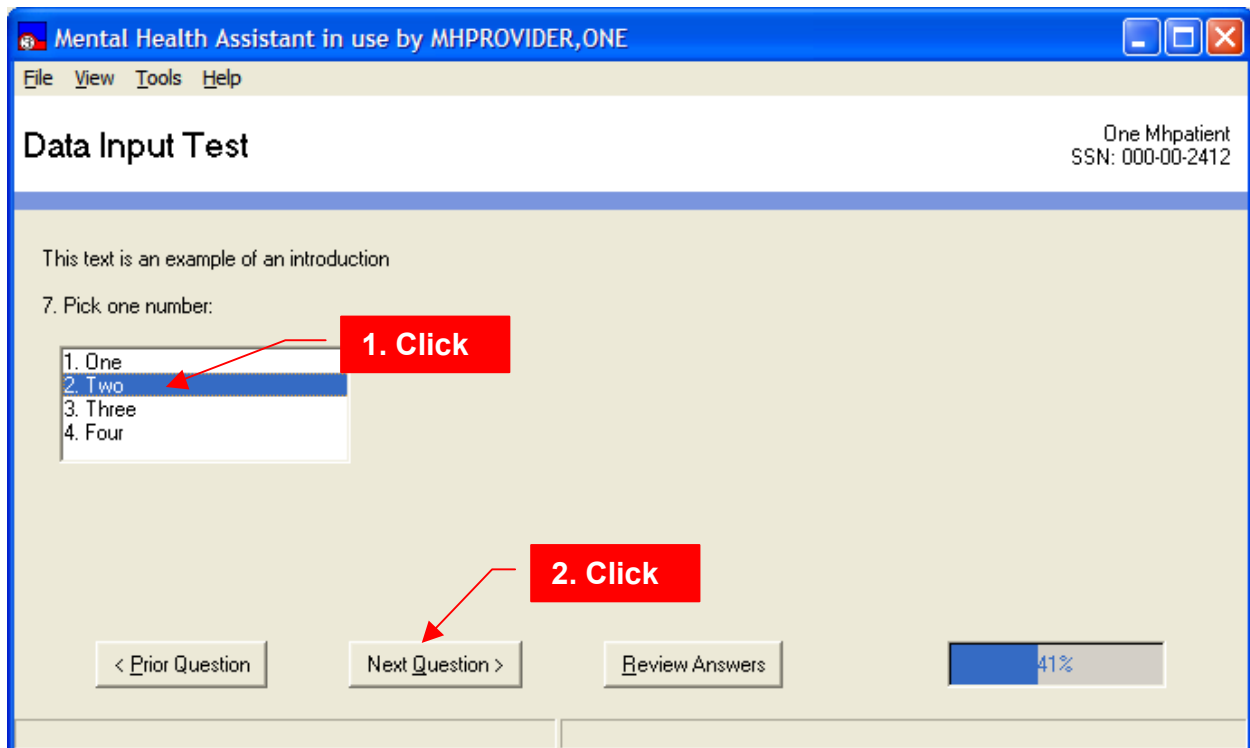 Mental Health Assistant in use by MHPROVIDER,ONE
File View Tools Help
Data Input Test
One Mhpatient
SSN: 000-00-2412
This text is an example of an introduction
7. Pick one number:
1. Click
1. One
2. Two
3. Three
4. Four
2. Click
< Prior Question
Next Question >
Review Answers
41%